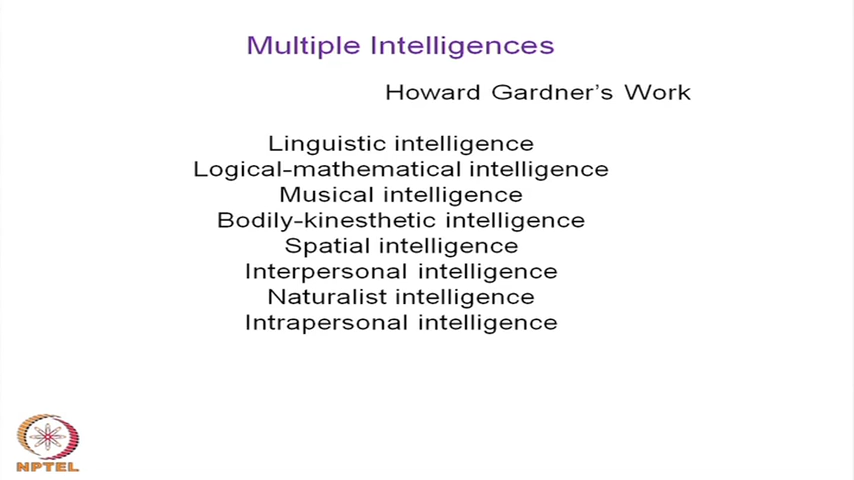 Multiple Intelligences
Howard Gardner's Work
Linguistic intelligence
Logical-mathematical intelligence
Musical intelligence
Bodily-kinesthetic intelligence
Spatial intelligence
Interpersonal intelligence
Naturalist intelligence
Intrapersonal intelligence
NPTEL